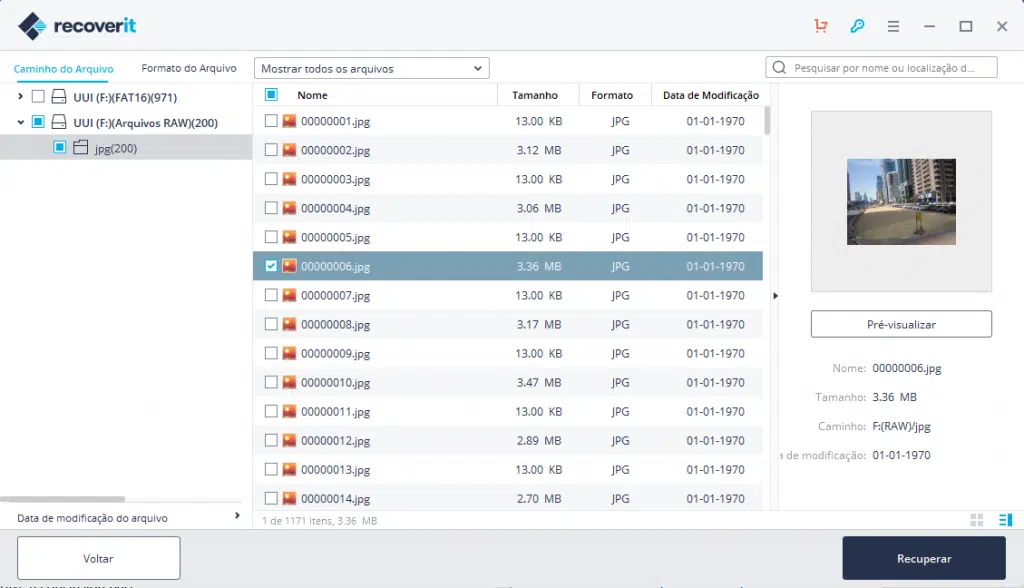 recoverit
Caminho do Arquivo
Formato do Arquivo
Mostrar todos os arquivos
Pesquisar por nome ou localização d...
UUI (F:)(FAT16)(971)
UUI (F:)(Arquivos RAW)(200)
jpg(200)
Nome Tamanho Formato Data de Modificação
00000001.jpg 13.00 KB JPG 01-01-1970
00000002.jpg 3.12 MB JPG 01-01-1970
00000003.jpg 13.00 KB JPG 01-01-1970
00000004.jpg 3.06 MB JPG 01-01-1970
00000005.jpg 13.00 KB JPG 01-01-1970
00000006.jpg 3.36 MB JPG 01-01-1970
00000007.jpg 13.00 KB JPG 01-01-1970
00000008.jpg 3.17 MB JPG 01-01-1970
00000009.jpg 13.00 KB JPG 01-01-1970
00000010.jpg 3.47 MB JPG 01-01-1970
00000011.jpg 13.00 KB JPG 01-01-1970
00000012.jpg 2.89 MB JPG 01-01-1970
00000013.jpg 13.00 KB JPG 01-01-1970
00000014.jpg 2.70 MB JPG 01-01-1970
Pré-visualizar
Nome: 00000006.jpg
Tamanho: 3.36 MB
Caminho: F:(RAW)/jpg
a de modificação: 01-01-1970
Data de modificação do arquivo
1 de 1171 itens, 3.36 MB
Voltar
Recuperar